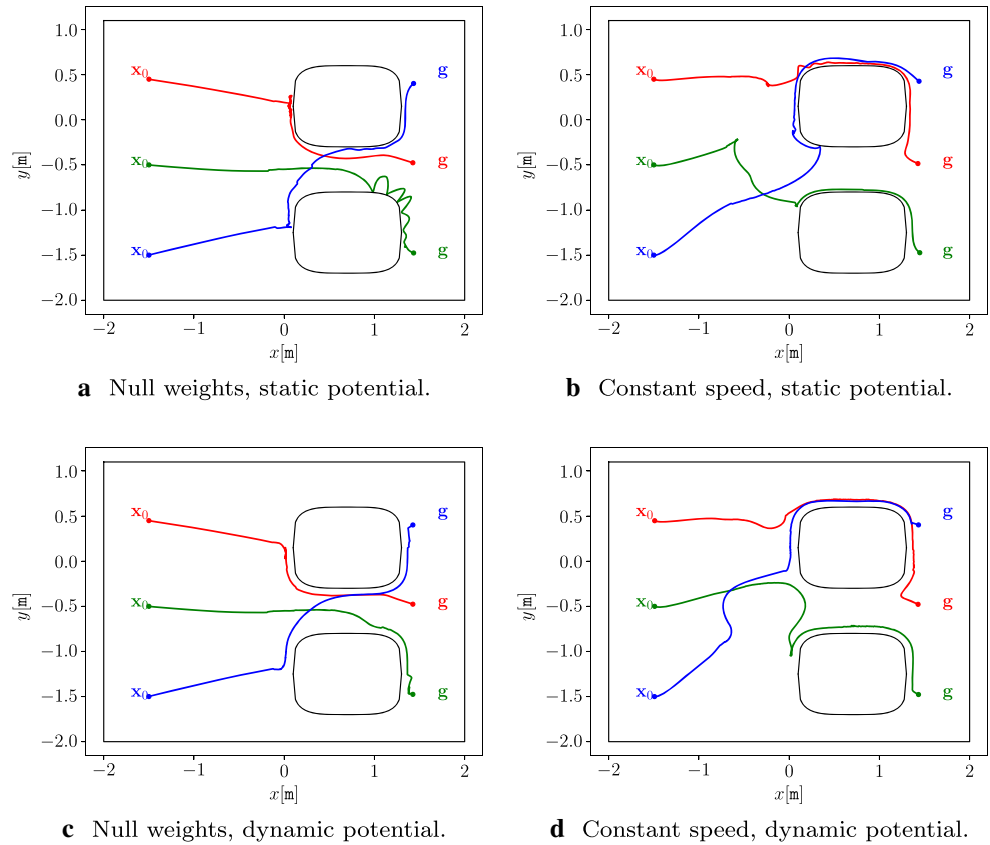 1.0
0.5
0.0
−0.5
−1.0
−1.5
−2.0
y[m]
x₀
x₀
x₀
g
g
g
−2
−1
0
1
2
x[m]
a Null weights, static potential.
1.0
0.5
0.0
−0.5
−1.0
−1.5
−2.0
y[m]
x₀
x₀
x₀
g
g
g
−2
−1
0
1
2
x[m]
b Constant speed, static potential.
1.0
0.5
0.0
−0.5
−1.0
−1.5
−2.0
y[m]
x₀
x₀
x₀
g
g
g
−2
−1
0
1
2
x[m]
c Null weights, dynamic potential.
1.0
0.5
0.0
−0.5
−1.0
−1.5
−2.0
y[m]
x₀
x₀
x₀
g
g
g
−2
−1
0
1
2
x[m]
d Constant speed, dynamic potential.